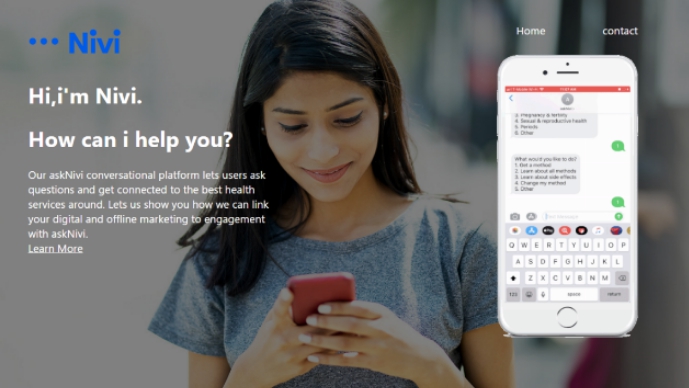 Home
contact
Nivi
Hi,i'm Nivi.
How can i help you?
Our askNivi conversational platform lets users ask
questions and get connected to the best health
services around. Lets us show you how we can link
your digital and offline marketing to engagement
with askNivi.
Learn More
3. Pregnancy & fertility
4. Sexual & reproductive health
5. Periods
6. Other
1
What would you like to do?
1. Get a method
2. Learn about all methods
3. Learn about side effects
4. Change my method
5. Other
1
Q W E R T Y U I O P
A S D F G H J K L
Z X C V B N M
123
space
return